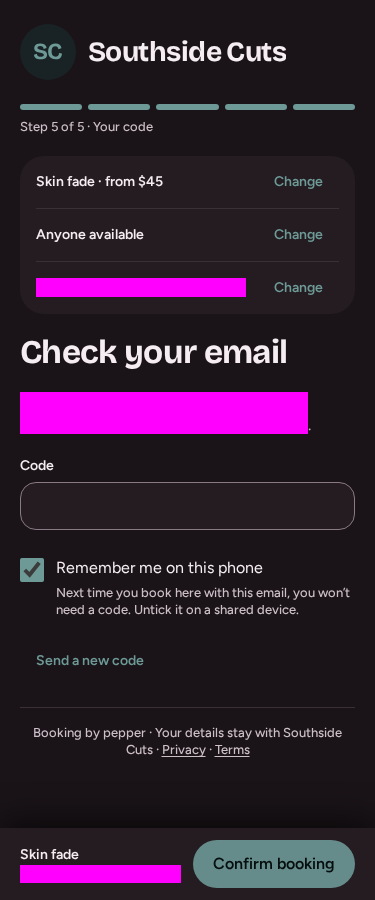 SC
Southside Cuts
Step 5 of 5 · Your code
Skin fade · from $45
Change
Anyone available
Change
Change
Check your email
.
Code
Remember me on this phone
Next time you book here with this email, you won't
need a code. Untick it on a shared device.
Send a new code
Booking by pepper · Your details stay with Southside
Cuts · Privacy · Terms
Skin fade
Confirm booking